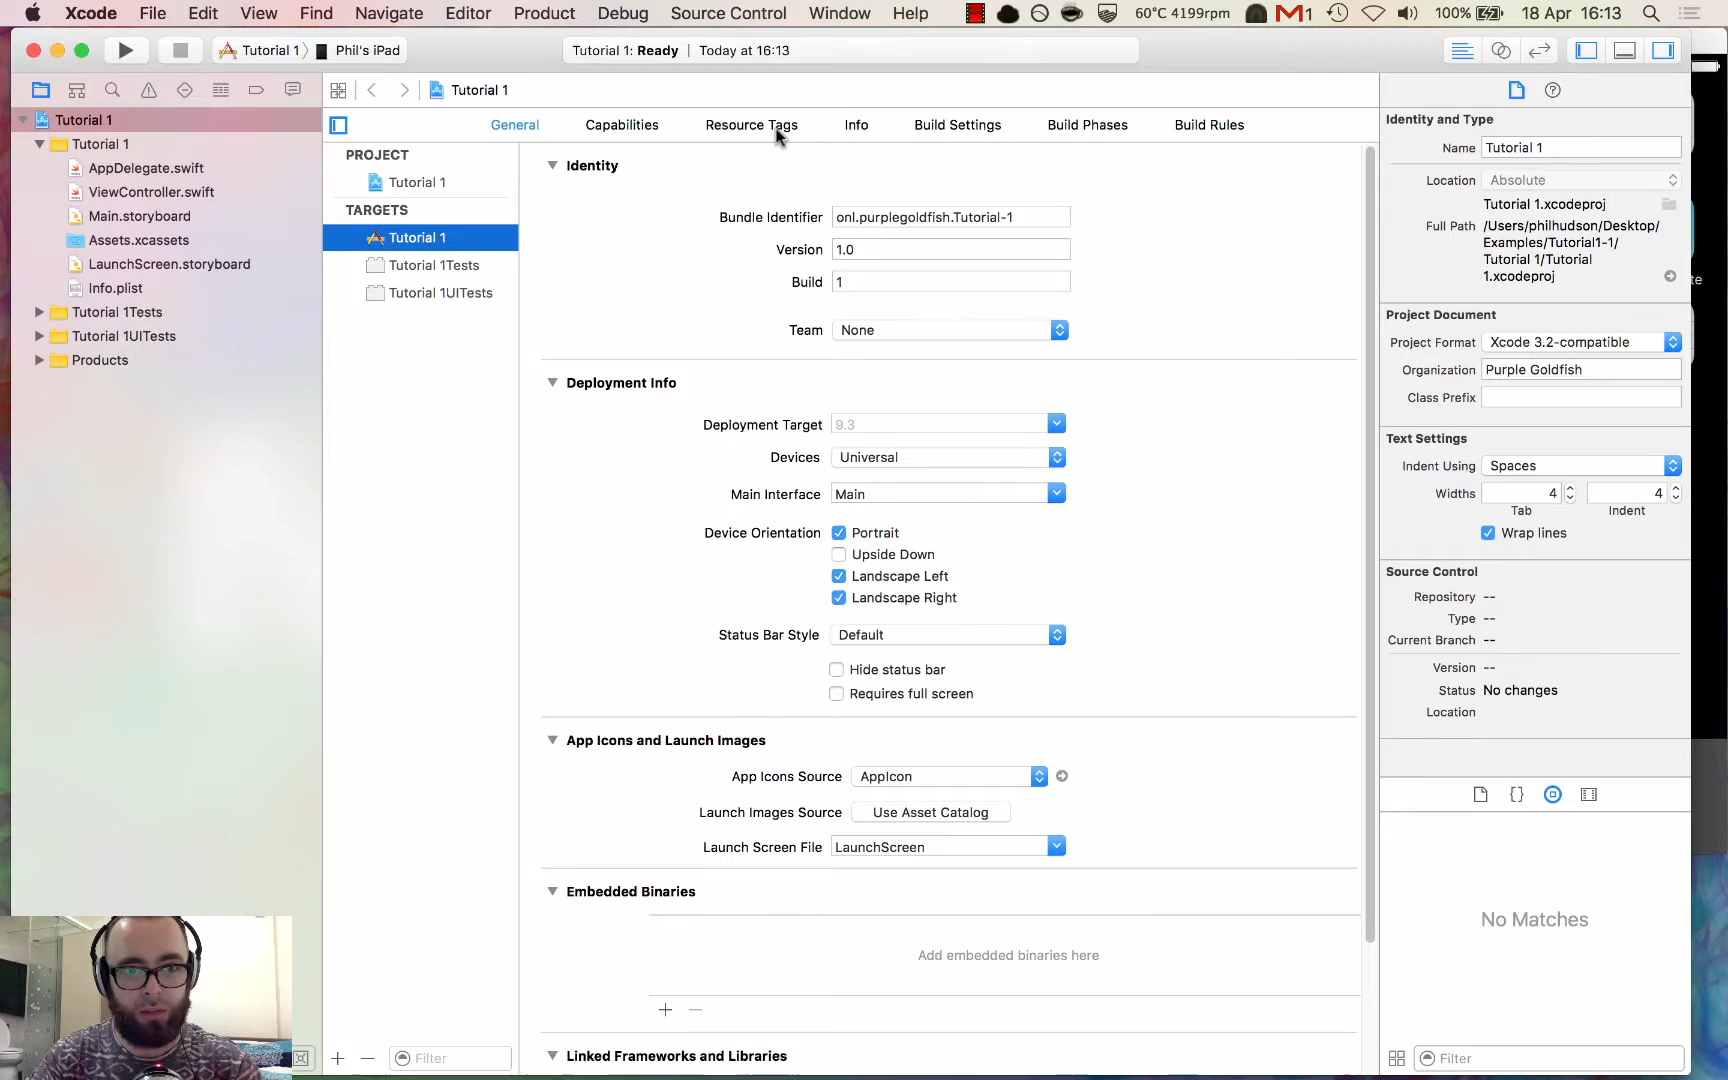 Xcode File Edit View Find Navigate Editor Product Debug Source Control Window Help 60°C 4199rpm 1 100% 18 Apr 16:13
Tutorial 1 Phil's iPad
Tutorial 1: Ready | Today at 16:13
Tutorial 1
General Capabilities Resource Tags Info Build Settings Build Phases Build Rules
Tutorial 1
Tutorial 1
AppDelegate.swift
ViewController.swift
Main.storyboard
Assets.xcassets
LaunchScreen.storyboard
Info.plist
Tutorial 1Tests
Tutorial 1UITests
Products
PROJECT
Tutorial 1
TARGETS
Tutorial 1
Tutorial 1Tests
Tutorial 1UITests
Filter
Identity
Bundle Identifier onl.purplegoldfish.Tutorial-1
Version 1.0
Build 1
Team None
Deployment Info
Deployment Target 9.3
Devices Universal
Main Interface Main
Device Orientation Portrait
Upside Down
Landscape Left
Landscape Right
Status Bar Style Default
Hide status bar
Requires full screen
App Icons and Launch Images
App Icons Source AppIcon
Launch Images Source Use Asset Catalog
Launch Screen File LaunchScreen
Embedded Binaries
Add embedded binaries here
Linked Frameworks and Libraries
Identity and Type
Name Tutorial 1
Location Absolute
Tutorial 1.xcodeproj
Full Path /Users/philhudson/Desktop/
Examples/Tutorial1-1/
Tutorial 1/Tutorial
1.xcodeproj
Project Document
Project Format Xcode 3.2-compatible
Organization Purple Goldfish
Class Prefix
Text Settings
Indent Using Spaces
Widths 4 4
Tab Indent
Wrap lines
Source Control
Repository --
Type --
Current Branch --
Version --
Status No changes
Location
No Matches
Filter